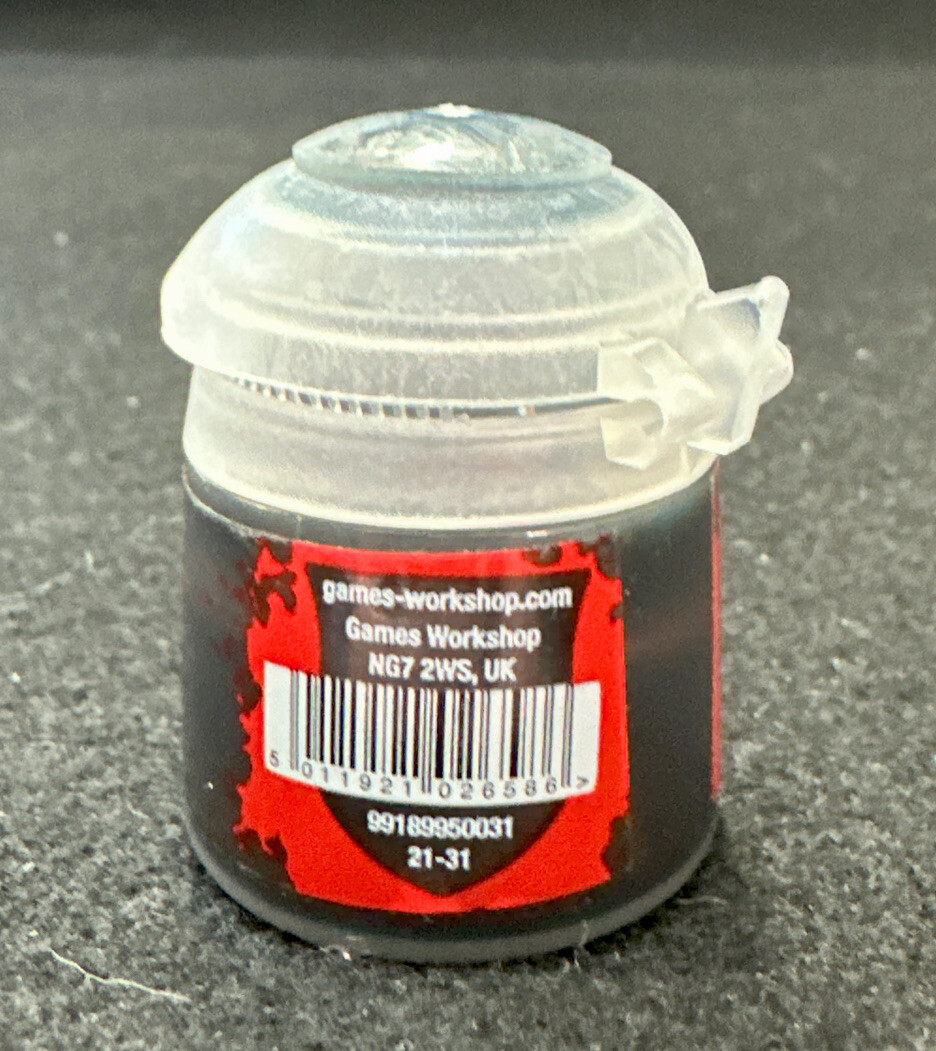 games-workshop.com
Games Workshop
NG7 2WS, UK
5 011921 026586 >
99189950031
21-31